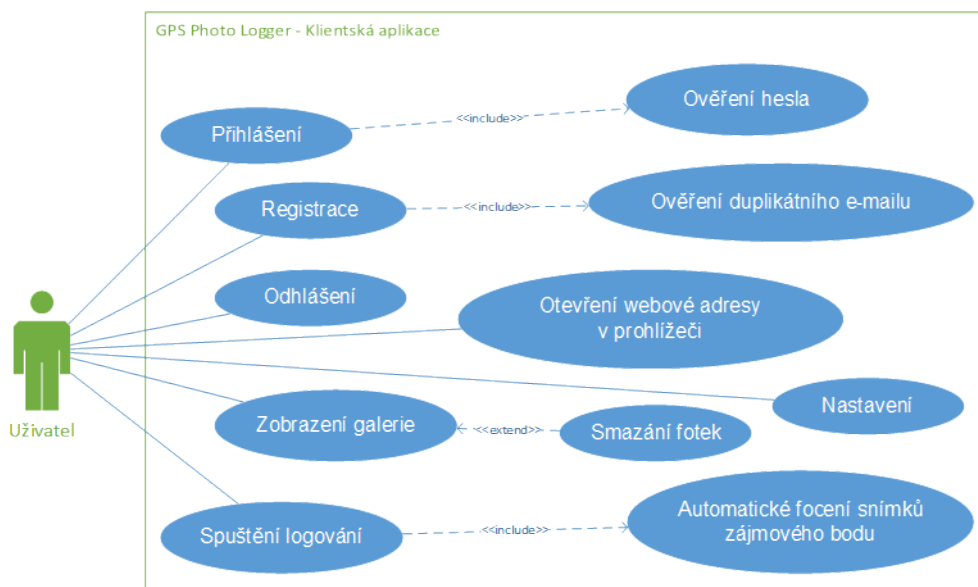 GPS Photo Logger - Klientská aplikace
Přihlášení
<<include>>
Ověření hesla
Registrace
<<include>>
Ověření duplikátního e-mailu
Odhlášení
Otevření webové adresy
v prohlížeči
Uživatel
Nastavení
Zobrazení galerie
<<extend>>
Smazání fotek
Spuštění logování
<<include>>
Automatické focení snímků
zájmového bodu